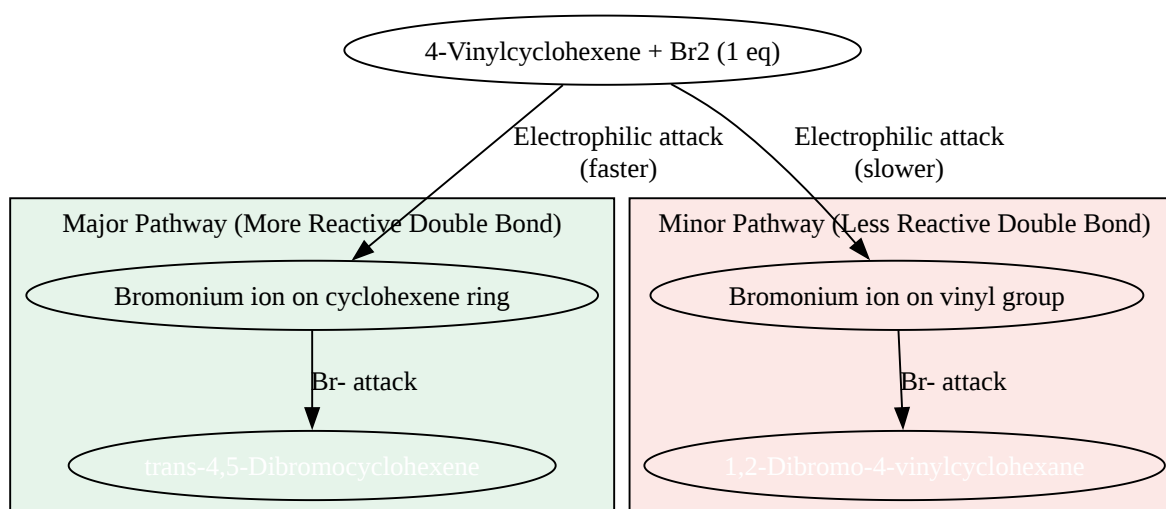 4-Vinylcyclohexene + Br2 (1 eq)
Electrophilic attack
(faster)
Electrophilic attack
(slower)
Major Pathway (More Reactive Double Bond)
Minor Pathway (Less Reactive Double Bond)
Bromonium ion on cyclohexene ring
Bromonium ion on vinyl group
Br- attack
Br- attack
trans-4,5-Dibromocyclohexene
1,2-Dibromo-4-vinylcyclohexane